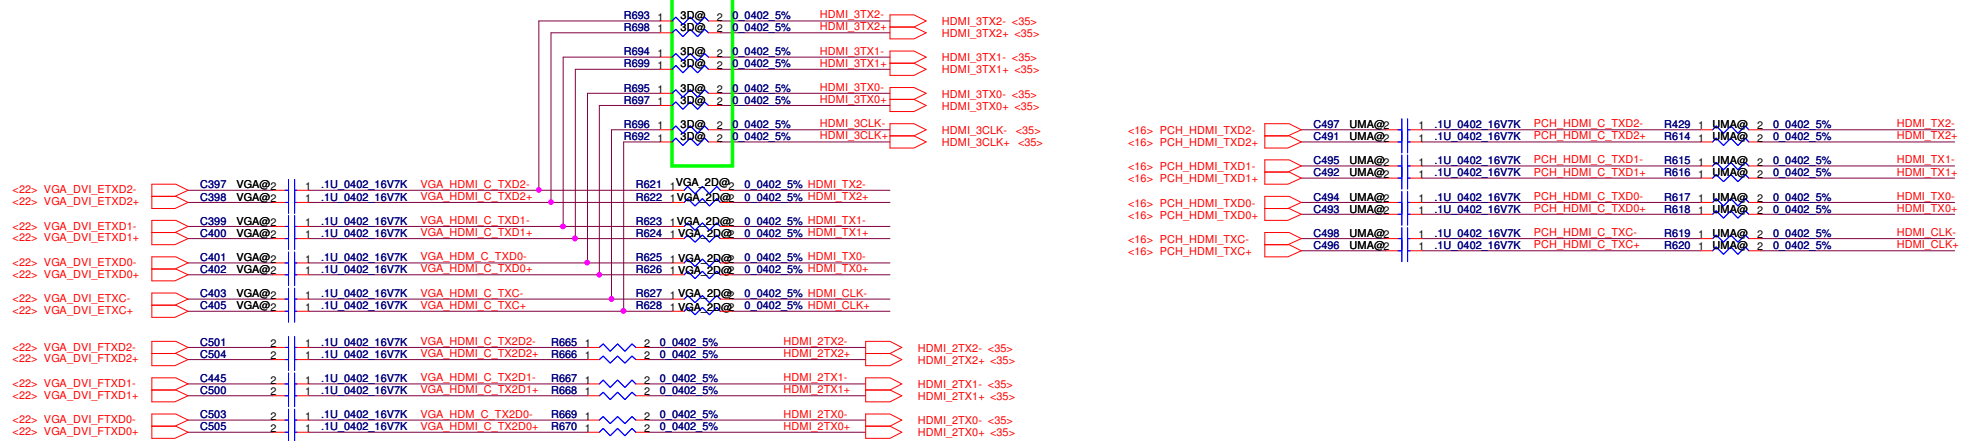 R693 1 3D@ 2 0_0402_5% HDMI_3TX2- HDMI_3TX2- <35>
R698 1 3D@ 2 0_0402_5% HDMI_3TX2+ HDMI_3TX2+ <35>
R694 1 3D@ 2 0_0402_5% HDMI_3TX1- HDMI_3TX1- <35>
R699 1 3D@ 2 0_0402_5% HDMI_3TX1+ HDMI_3TX1+ <35>
R695 1 3D@ 2 0_0402_5% HDMI_3TX0- HDMI_3TX0- <35>
R697 1 3D@ 2 0_0402_5% HDMI_3TX0+ HDMI_3TX0+ <35>
R696 1 3D@ 2 0_0402_5% HDMI_3CLK- HDMI_3CLK- <35>
R692 1 3D@ 2 0_0402_5% HDMI_3CLK+ HDMI_3CLK+ <35>
<22> VGA_DVI_ETXD2- C397 VGA@ 2 1 .1U_0402_16V7K VGA_HDMI_C_TXD2- R621 1 VGA_2D@ 2 0_0402_5% HDMI_TX2-
<22> VGA_DVI_ETXD2+ C398 VGA@ 2 1 .1U_0402_16V7K VGA_HDMI_C_TXD2+ R622 1 VGA_2D@ 2 0_0402_5% HDMI_TX2+
<22> VGA_DVI_ETXD1- C399 VGA@ 2 1 .1U_0402_16V7K VGA_HDMI_C_TXD1- R623 1 VGA_2D@ 2 0_0402_5% HDMI_TX1-
<22> VGA_DVI_ETXD1+ C400 VGA@ 2 1 .1U_0402_16V7K VGA_HDMI_C_TXD1+ R624 1 VGA_2D@ 2 0_0402_5% HDMI_TX1+
<22> VGA_DVI_ETXD0- C401 VGA@ 2 1 .1U_0402_16V7K VGA_HDM_C_TXD0- R625 1 VGA_2D@ 2 0_0402_5% HDMI_TX0-
<22> VGA_DVI_ETXD0+ C402 VGA@ 2 1 .1U_0402_16V7K VGA_HDMI_C_TXD0+ R626 1 VGA_2D@ 2 0_0402_5% HDMI_TX0+
<22> VGA_DVI_ETXC- C403 VGA@ 2 1 .1U_0402_16V7K VGA_HDMI_C_TXC- R627 1 VGA_2D@ 2 0_0402_5% HDMI_CLK-
<22> VGA_DVI_ETXC+ C405 VGA@ 2 1 .1U_0402_16V7K VGA_HDMI_C_TXC+ R628 1 VGA_2D@ 2 0_0402_5% HDMI_CLK+
<22> VGA_DVI_FTXD2- C501 2 1 .1U_0402_16V7K VGA_HDMI_C_TX2D2- R665 1 2 0_0402_5% HDMI_2TX2- HDMI_2TX2- <35>
<22> VGA_DVI_FTXD2+ C504 2 1 .1U_0402_16V7K VGA_HDMI_C_TX2D2+ R666 1 2 0_0402_5% HDMI_2TX2+ HDMI_2TX2+ <35>
<22> VGA_DVI_FTXD1- C445 2 1 .1U_0402_16V7K VGA_HDMI_C_TX2D1- R667 1 2 0_0402_5% HDMI_2TX1- HDMI_2TX1- <35>
<22> VGA_DVI_FTXD1+ C500 2 1 .1U_0402_16V7K VGA_HDMI_C_TX2D1+ R668 1 2 0_0402_5% HDMI_2TX1+ HDMI_2TX1+ <35>
<22> VGA_DVI_FTXD0- C503 2 1 .1U_0402_16V7K VGA_HDM_C_TX2D0- R669 1 2 0_0402_5% HDMI_2TX0- HDMI_2TX0- <35>
<22> VGA_DVI_FTXD0+ C505 2 1 .1U_0402_16V7K VGA_HDMI_C_TX2D0+ R670 1 2 0_0402_5% HDMI_2TX0+ HDMI_2TX0+ <35>
<16> PCH_HDMI_TXD2- C497 UMA@ 2 1 .1U_0402_16V7K PCH_HDMI_C_TXD2- R429 1 UMA@ 2 0_0402_5% HDMI_TX2-
<16> PCH_HDMI_TXD2+ C491 UMA@ 2 1 .1U_0402_16V7K PCH_HDMI_C_TXD2+ R614 1 UMA@ 2 0_0402_5% HDMI_TX2+
<16> PCH_HDMI_TXD1- C495 UMA@ 2 1 .1U_0402_16V7K PCH_HDMI_C_TXD1- R615 1 UMA@ 2 0_0402_5% HDMI_TX1-
<16> PCH_HDMI_TXD1+ C492 UMA@ 2 1 .1U_0402_16V7K PCH_HDMI_C_TXD1+ R616 1 UMA@ 2 0_0402_5% HDMI_TX1+
<16> PCH_HDMI_TXD0- C494 UMA@ 2 1 .1U_0402_16V7K PCH_HDMI_C_TXD0- R617 1 UMA@ 2 0_0402_5% HDMI_TX0-
<16> PCH_HDMI_TXD0+ C493 UMA@ 2 1 .1U_0402_16V7K PCH_HDMI_C_TXD0+ R618 1 UMA@ 2 0_0402_5% HDMI_TX0+
<16> PCH_HDMI_TXC- C498 UMA@ 2 1 .1U_0402_16V7K PCH_HDMI_C_TXC- R619 1 UMA@ 2 0_0402_5% HDMI_CLK-
<16> PCH_HDMI_TXC+ C496 UMA@ 2 1 .1U_0402_16V7K PCH_HDMI_C_TXC+ R620 1 UMA@ 2 0_0402_5% HDMI_CLK+